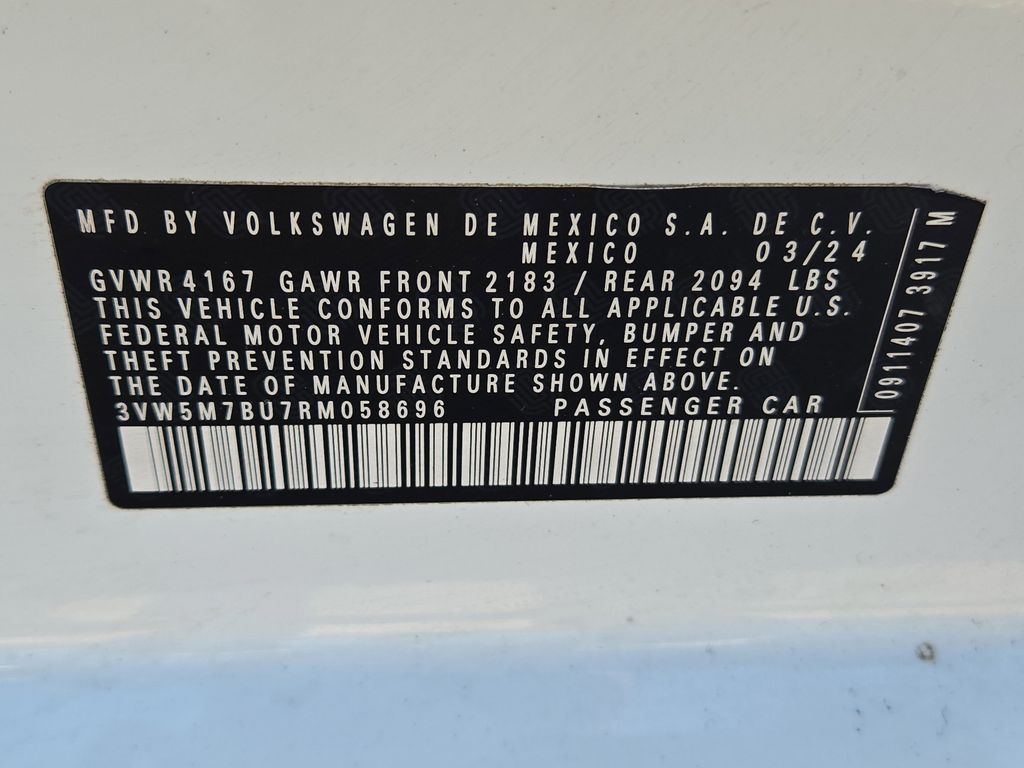 MFD BY VOLKSWAGEN DE MEXICO S.A. DE C.V.
MEXICO 03/24
GVWR 4167 GAWR FRONT 2183 / REAR 2094 LBS
THIS VEHICLE CONFORMS TO ALL APPLICABLE U.S.
FEDERAL MOTOR VEHICLE SAFETY, BUMPER AND
THEFT PREVENTION STANDARDS IN EFFECT ON
THE DATE OF MANUFACTURE SHOWN ABOVE.
3VW5M7BU7RM058696 PASSENGER CAR
0911407 3917 M